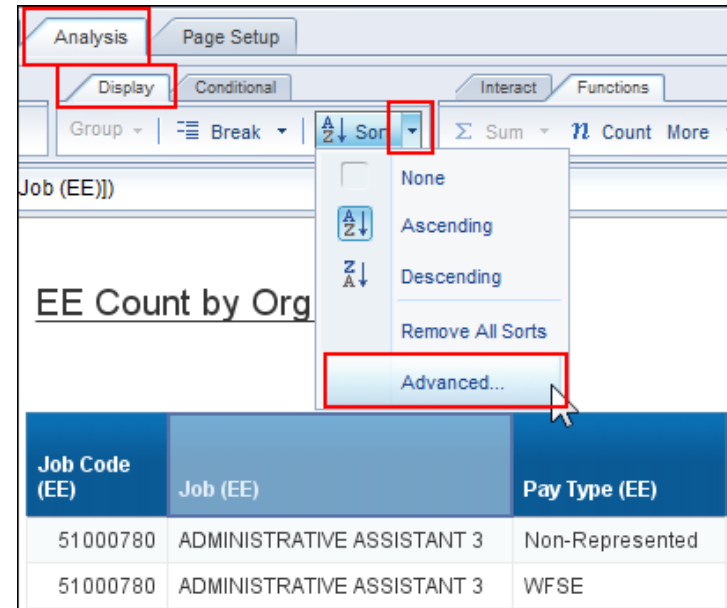 Analysis Page Setup
Display Conditional Interact Functions
Group Break Sort Σ Sum n Count More
Job (EE)])
None
Ascending
Descending
EE Count by Org
Remove All Sorts
Advanced...
Job Code (EE) Job (EE) Pay Type (EE)
51000780 ADMINISTRATIVE ASSISTANT 3 Non-Represented
51000780 ADMINISTRATIVE ASSISTANT 3 WFSE